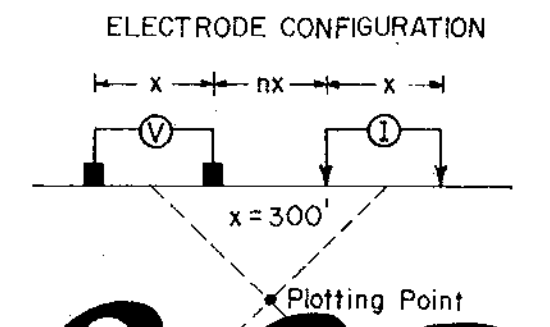 ELECTRODE CONFIGURATION
x nx x
V I
x = 300'
Plotting Point